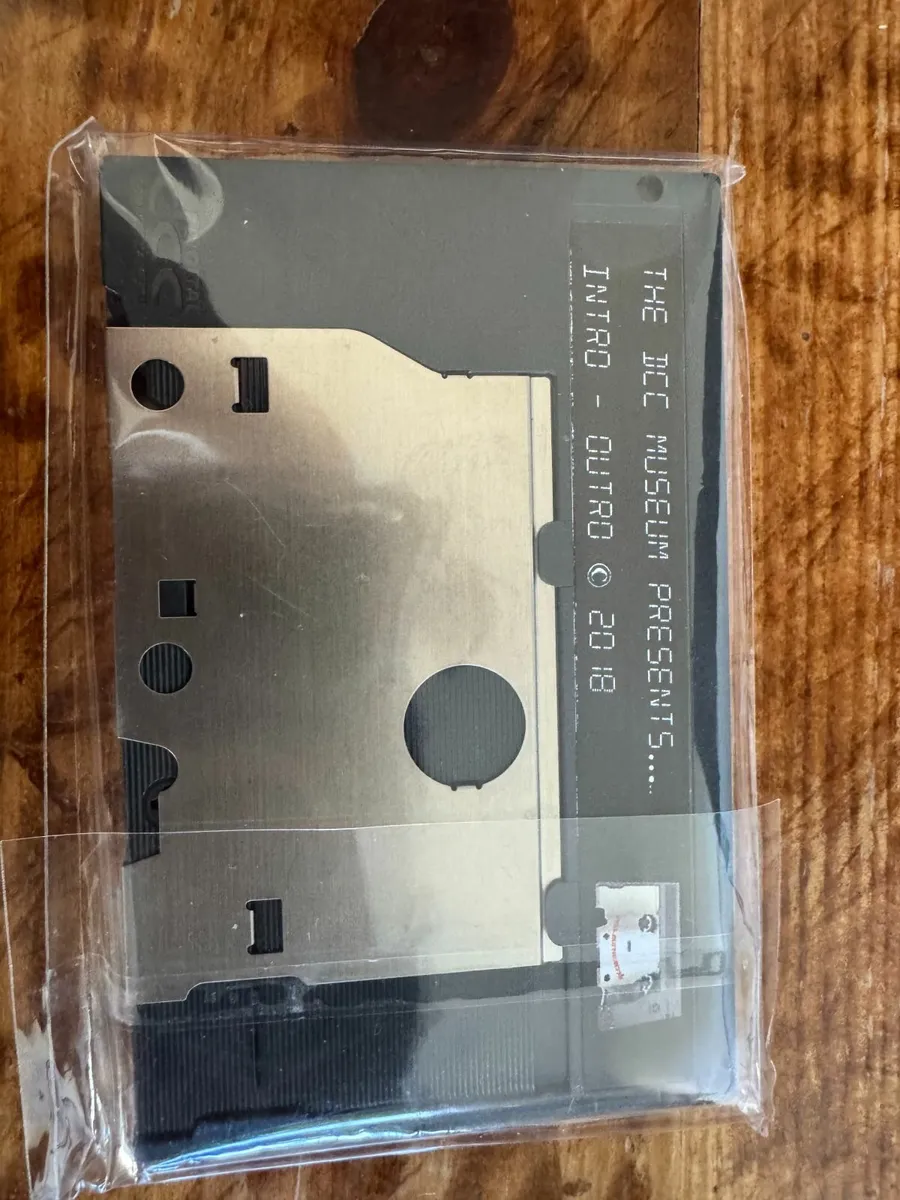 THE DCC MUSEUM PRESENTS.....
INTRO - OUTRO © 2018